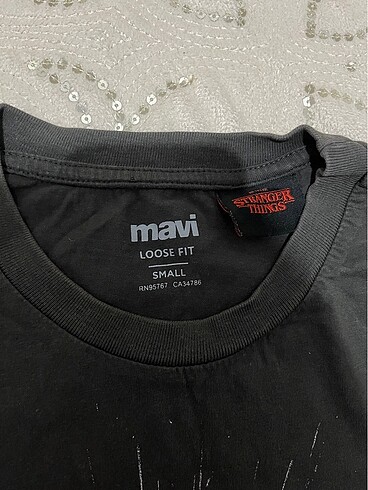 mavi
LOOSE FIT
SMALL
RN95767 CA34786
STRANGER
THINGS